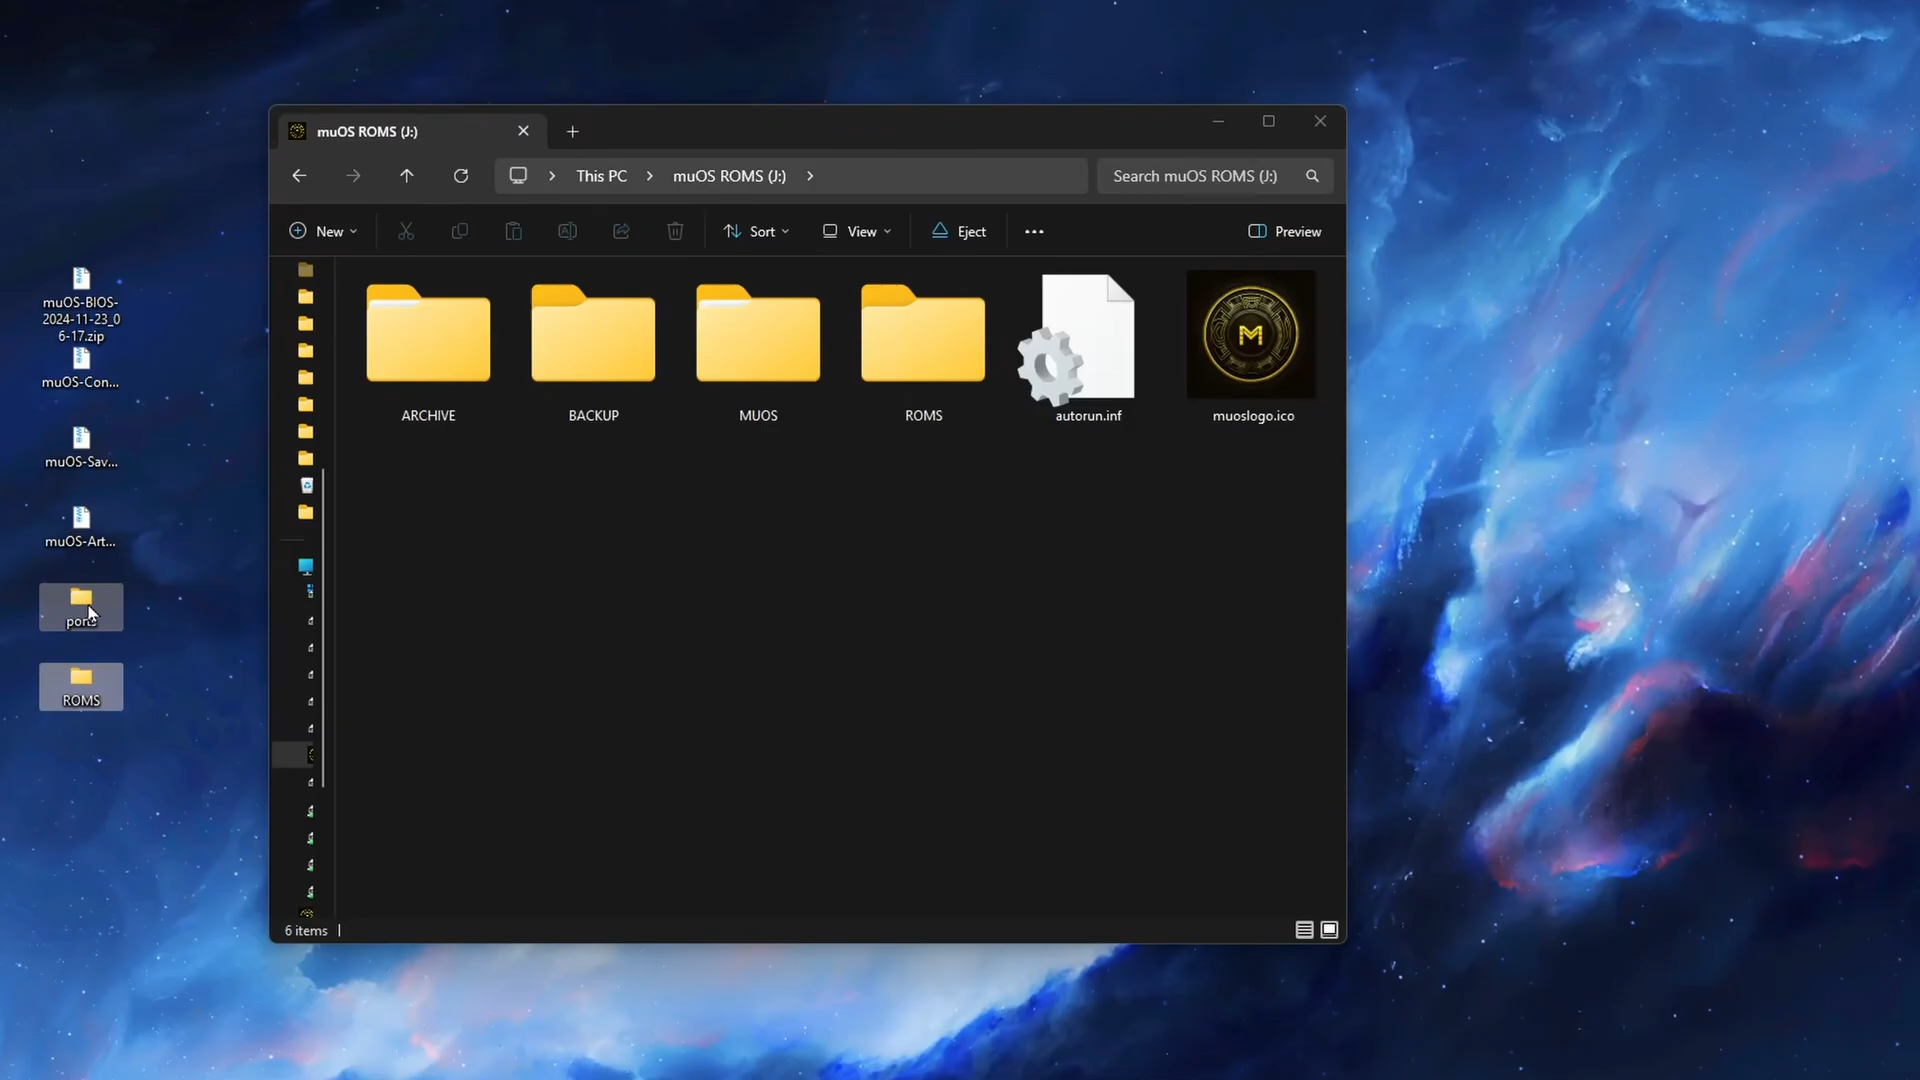 muOS ROMS (J:)
This PC
muOS ROMS (J:)
Search muOS ROMS (J:)
New
Sort
View
Eject
Preview
muOS-BIOS-
2024-11-23_0
6-17.zip
muOS-Con...
muOS-Sav...
muOS-Art...
ports
ROMS
ARCHIVE
BACKUP
MUOS
ROMS
autorun.inf
muoslogo.ico
6 items